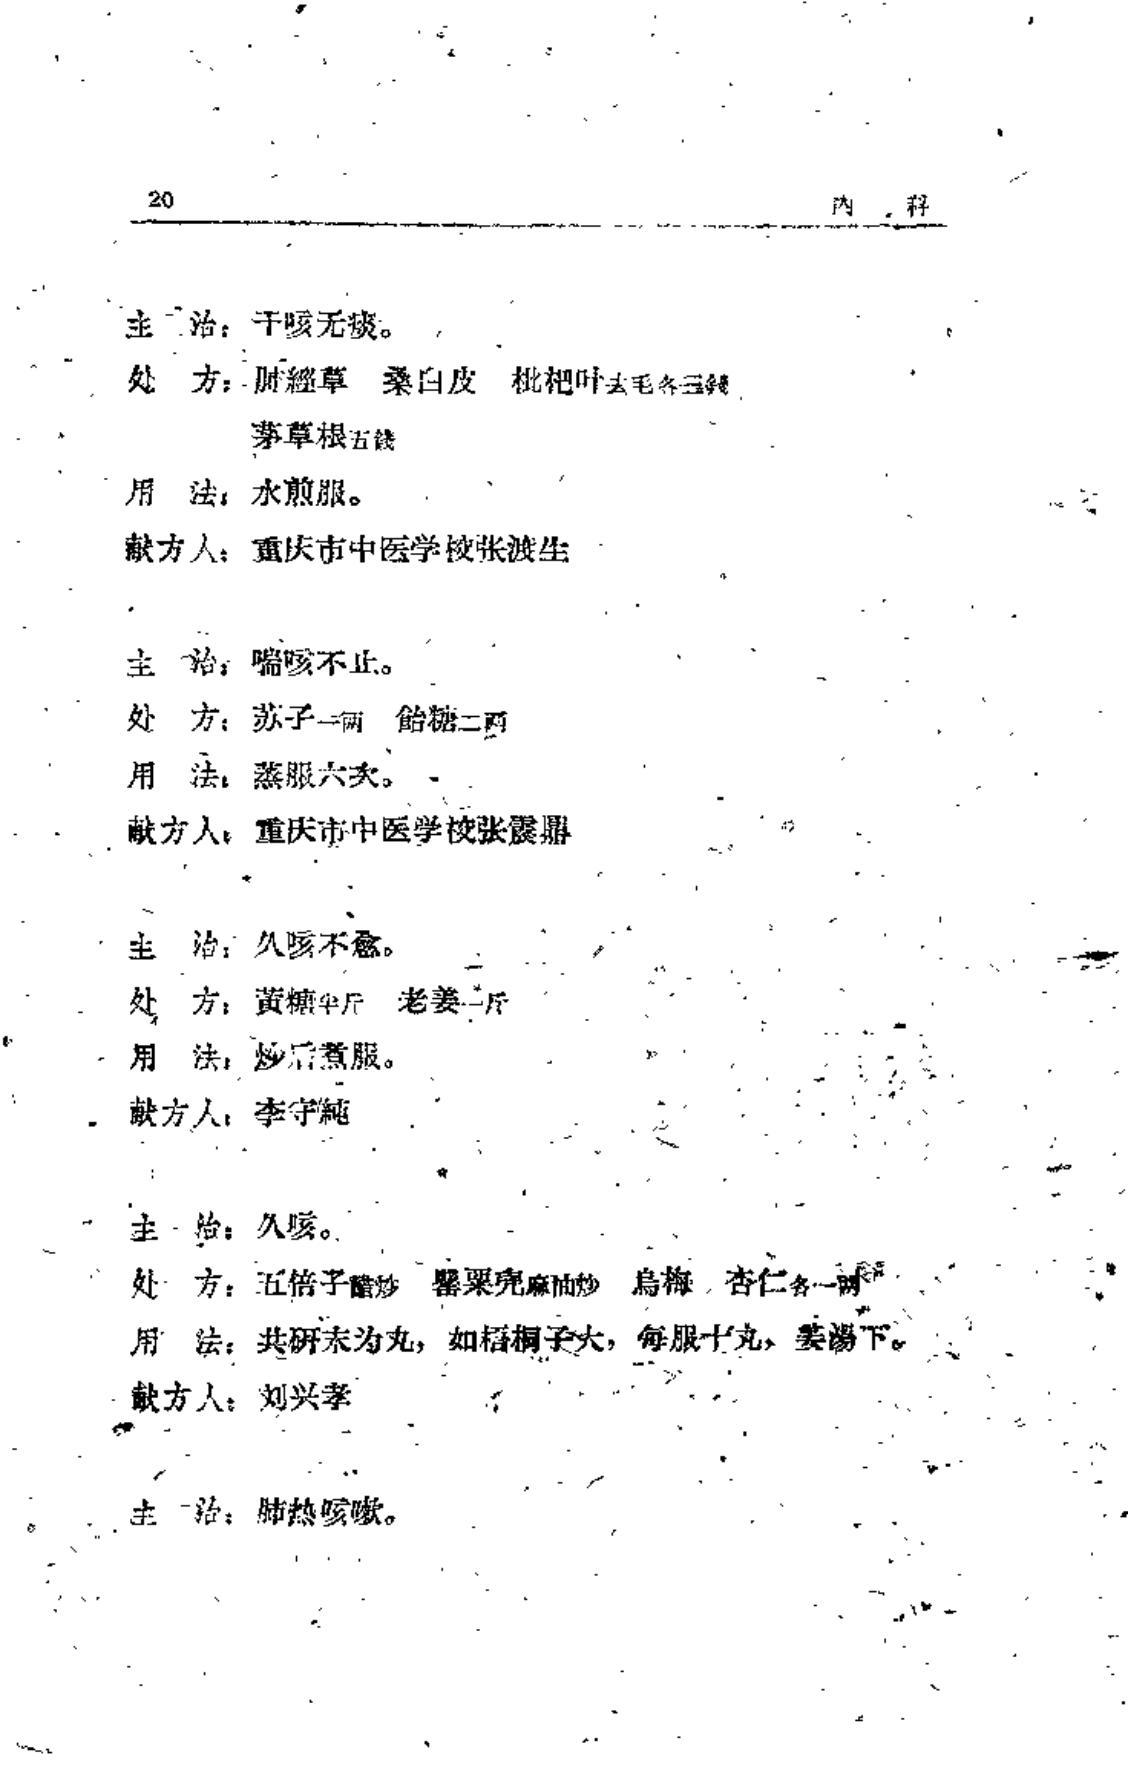 20
内 科
主 治：干咳无痰。
处 方：肘經草 桑白皮 枇杷叶去毛各三錢
茅草根五錢
用 法：水煎服。
献方人：重庆市中医学校张渡生
主 治：喘咳不止。
处 方：苏子一兩 飴糖二兩
用 法：蒸服六次。
献方人：重庆市中医学校张震鼎
主 治：久咳不愈。
处 方：黃糖半斤 老姜一斤
用 法：炒后煮服。
献方人：李守純
主 治：久咳。
处 方：五倍子醋炒 罂粟壳麻油炒 烏梅 杏仁各一兩
用 法：共研末为丸，如梧桐子大，每服十丸，姜湯下。
献方人：刘兴孝
主 治：肺热咳嗽。